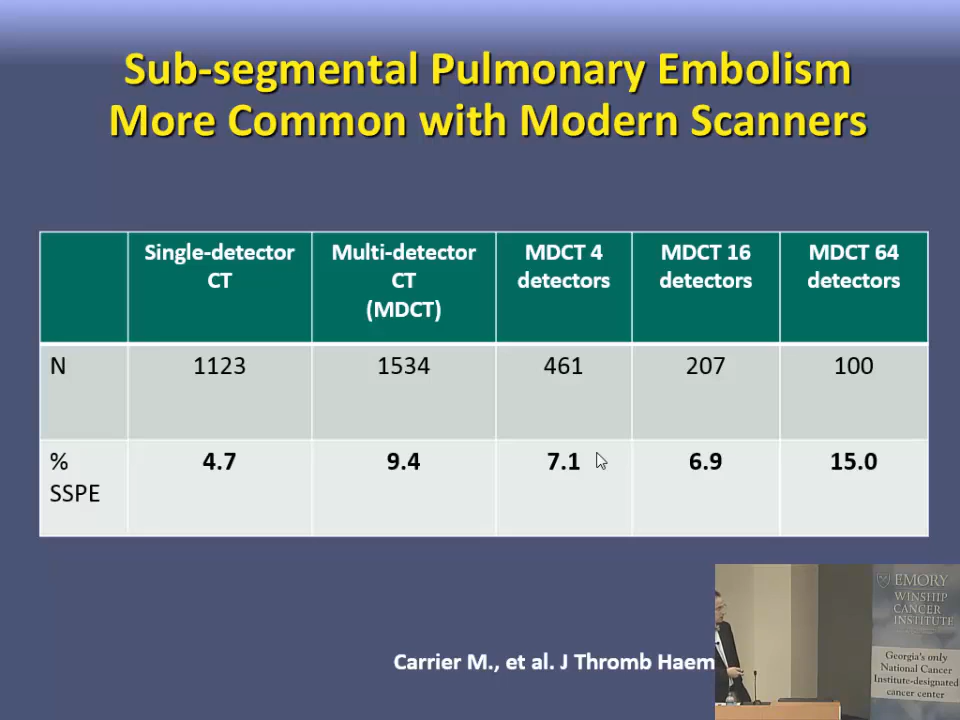 Sub-segmental Pulmonary Embolism
More Common with Modern Scanners
Single-detector CT
Multi-detector CT (MDCT)
MDCT 4 detectors
MDCT 16 detectors
MDCT 64 detectors
N 1123 1534 461 207 100
% SSPE 4.7 9.4 7.1 6.9 15.0
Carrier M., et al. J Thromb Haem
EMORY
WINSHIP
CANCER
INSTITUTE
Georgia's only
National Cancer
Institute-designated
cancer center